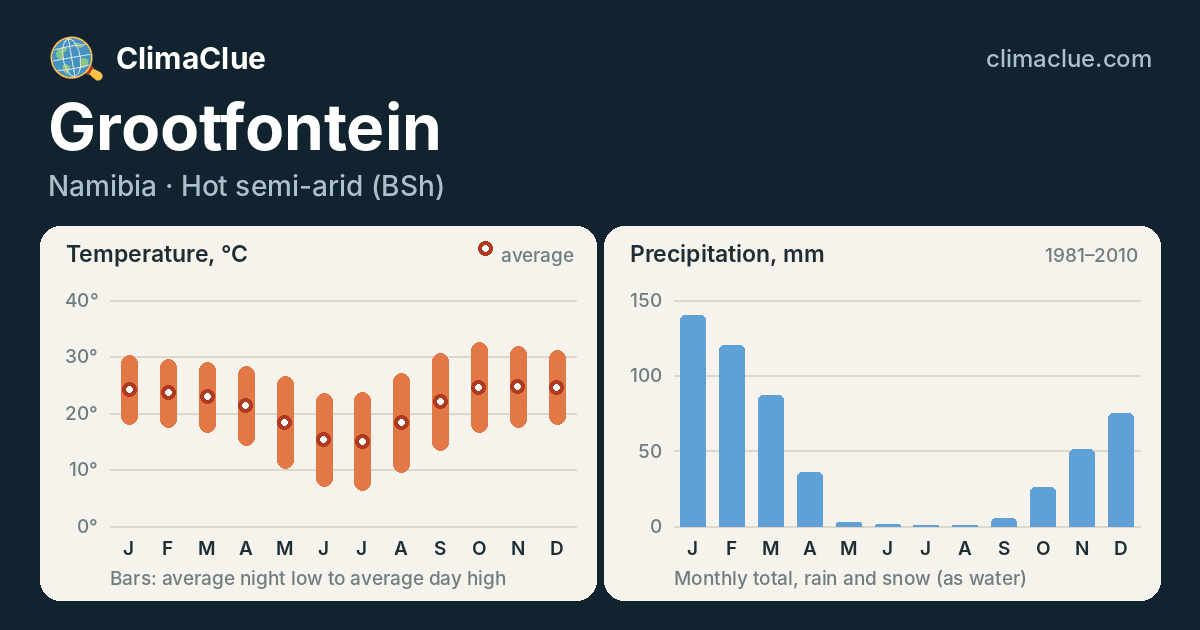 ClimaClue
climaclue.com
Grootfontein
Namibia · Hot semi-arid (BSh)
Temperature, °C
average
40°
30°
20°
10°
0°
J F M A M J J A S O N D
Bars: average night low to average day high
Precipitation, mm
1981–2010
150
100
50
0
J F M A M J J A S O N D
Monthly total, rain and snow (as water)